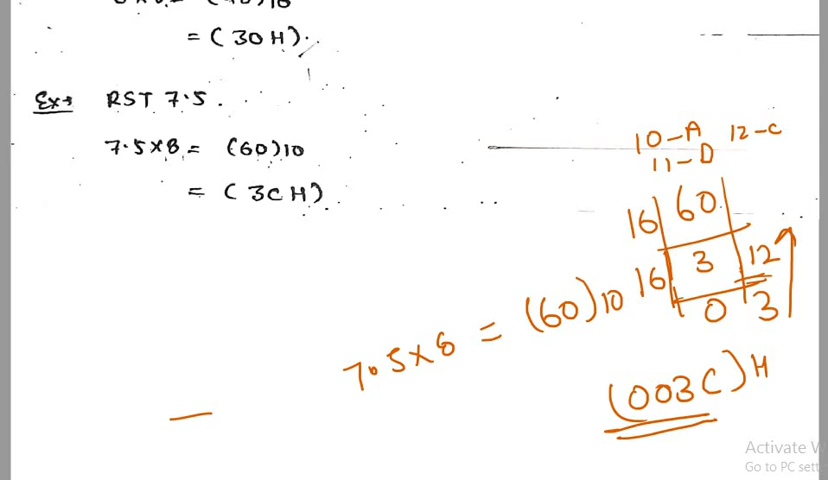 = (30H).
Ex→ RST 7.5.
7.5×8 = (60)10
= (3CH)
10-A 12-C
11-D
16 60
16 3 12
0 3
7.5×8 = (60)10
(003C)H
Activate
Go to PC sett